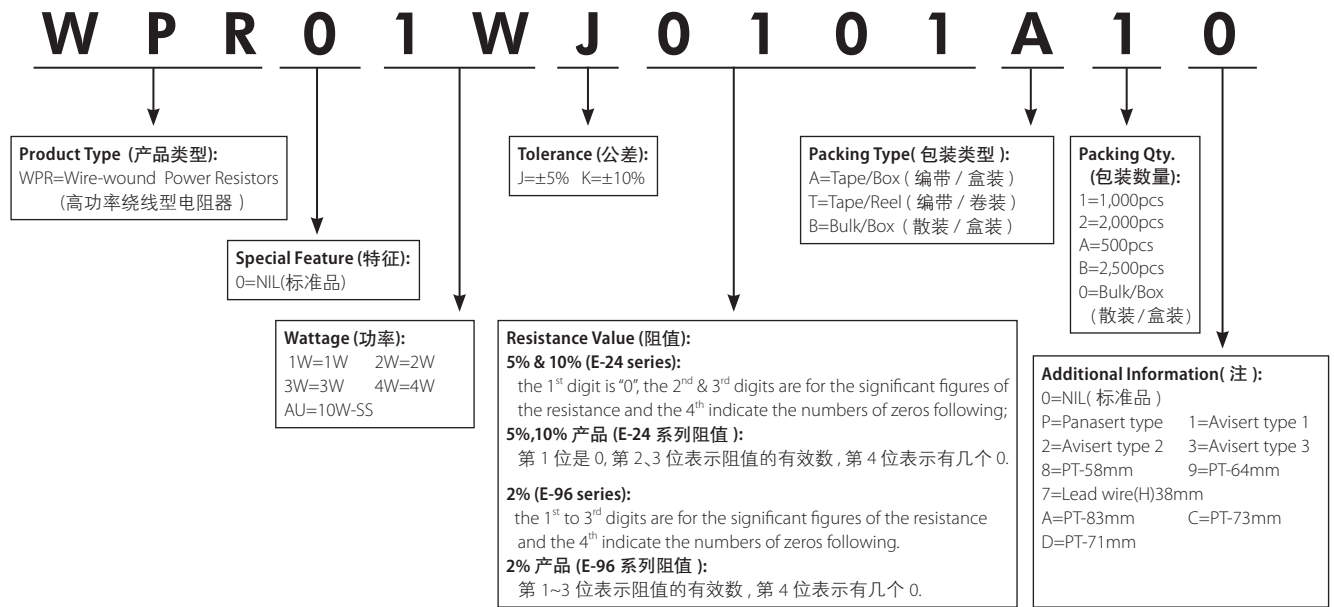 WPR01WJ0101A10
Product Type (产品类型):
WPR=Wire-wound Power Resistors
(高功率绕线型电阻器)
Special Feature (特征):
0=NIL(标准品)
Wattage (功率):
1W=1W 2W=2W
3W=3W 4W=4W
AU=10W-SS
Tolerance (公差):
J=±5% K=±10%
Resistance Value (阻值):
5% & 10% (E-24 series):
the 1st digit is "0", the 2nd & 3rd digits are for the significant figures of
the resistance and the 4th indicate the numbers of zeros following;
5%,10% 产品 (E-24 系列阻值):
第 1 位是 0, 第 2、3 位表示阻值的有效数, 第 4 位表示有几个 0.
2% (E-96 series):
the 1st to 3rd digits are for the significant figures of the resistance
and the 4th indicate the numbers of zeros following.
2% 产品 (E-96 系列阻值):
第 1~3 位表示阻值的有效数, 第 4 位表示有几个 0.
Packing Type( 包装类型 ):
A=Tape/Box ( 编带 / 盒装 )
T=Tape/Reel ( 编带 / 卷装 )
B=Bulk/Box ( 散装 / 盒装 )
Packing Qty.
(包装数量):
1=1,000pcs
2=2,000pcs
A=500pcs
B=2,500pcs
0=Bulk/Box
(散装/盒装)
Additional Information( 注 ):
0=NIL( 标准品 )
P=Panasert type 1=Avisert type 1
2=Avisert type 2 3=Avisert type 3
8=PT-58mm 9=PT-64mm
7=Lead wire(H)38mm
A=PT-83mm C=PT-73mm
D=PT-71mm